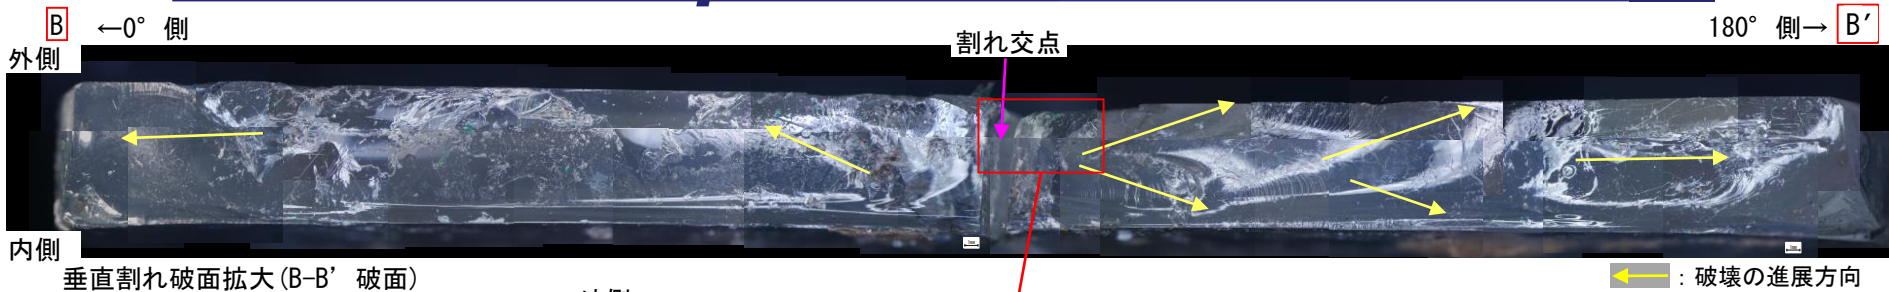 B ←0° 側
180° 側→ B′
割れ交点
外側
内側
垂直割れ破面拡大(B-B’破面)
:破壊の進展方向